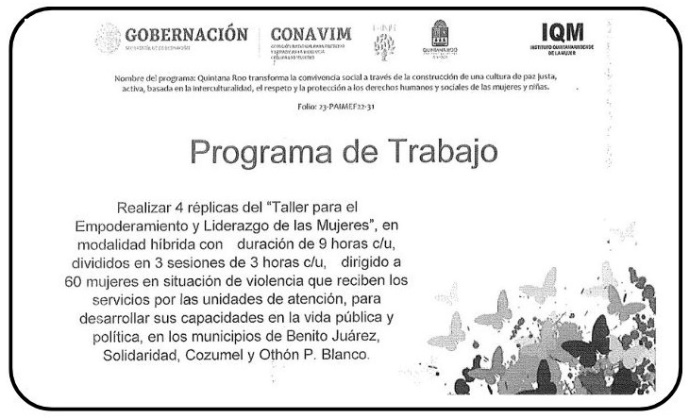 GOBERNACIÓN
CONAVIM
QUINTANA ROO
IQM
INSTITUTO QUINTANARROENSE
DE LA MUJER
Nombre del programa: Quintana Roo transforma la convivencia social a través de la construcción de una cultura de paz justa,
activa, basada en la interculturalidad, el respeto y la protección a los derechos humanos y sociales de las mujeres y niñas.
Folio: 23-PAIMEF22-31
Programa de Trabajo
Realizar 4 réplicas del "Taller para el
Empoderamiento y Liderazgo de las Mujeres", en
modalidad híbrida con duración de 9 horas c/u,
divididos en 3 sesiones de 3 horas c/u, dirigido a
60 mujeres en situación de violencia que reciben los
servicios por las unidades de atención, para
desarrollar sus capacidades en la vida pública y
política, en los municipios de Benito Juárez,
Solidaridad, Cozumel y Othón P. Blanco.